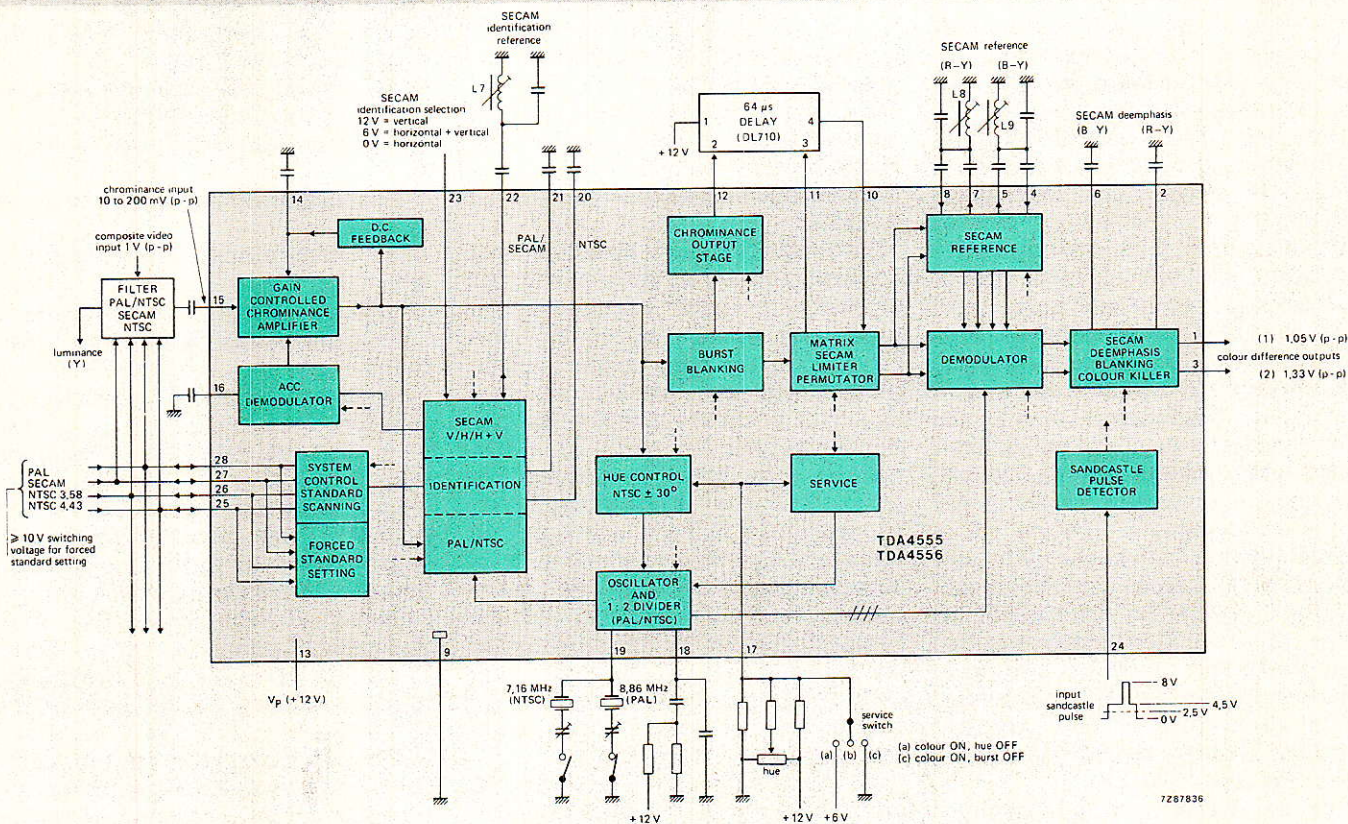 SECAM
identification
reference
L7
SECAM
identification selection
12 V = vertical
6 V = horizontal + vertical
0 V = horizontal
64 µs
DELAY
(DL710)
1
2
3
4
+12 V
SECAM reference
(R–Y)
(B–Y)
L8
L9
SECAM deemphasis
(B Y)
(R–Y)
chrominance input
10 to 200 mV (p - p)
composite video
input 1 V (p - p)
14
23
22
21
20
12
11
10
8
7
5
4
6
2
PAL/
SECAM
NTSC
D.C.
FEEDBACK
CHROMINANCE
OUTPUT
STAGE
SECAM
REFERENCE
FILTER
PAL/NTSC
SECAM
NTSC
15
GAIN
CONTROLLED
CHROMINANCE
AMPLIFIER
luminance
(Y)
BURST
BLANKING
MATRIX
SECAM
LIMITER
PERMUTATOR
DEMODULATOR
SECAM
DEEMPHASIS
BLANKING
COLOUR KILLER
1
3
(1) 1,05 V (p - p)
colour difference outputs
(2) 1,33 V (p - p)
16
ACC
DEMODULATOR
SECAM
V/H/H + V
IDENTIFICATION
PAL/NTSC
PAL
SECAM
NTSC 3,58
NTSC 4,43
28
27
26
25
SYSTEM
CONTROL
STANDARD
SCANNING
FORCED
STANDARD
SETTING
⩾ 10 V switching
voltage for forced
standard setting
HUE CONTROL
NTSC ± 30°
SERVICE
SANDCASTLE
PULSE
DETECTOR
TDA4555
TDA4556
OSCILLATOR
AND
1 : 2 DIVIDER
(PAL/NTSC)
13
9
19
18
17
24
Vp (+12 V)
7,16 MHz
(NTSC)
8,86 MHz
(PAL)
+12 V
hue
+12 V
+6 V
service
switch
(a)
(b)
(c)
(a) colour ON, hue OFF
(c) colour ON, burst OFF
input
sandcastle
pulse
8 V
4,5 V
2,5 V
0 V
7Z87836